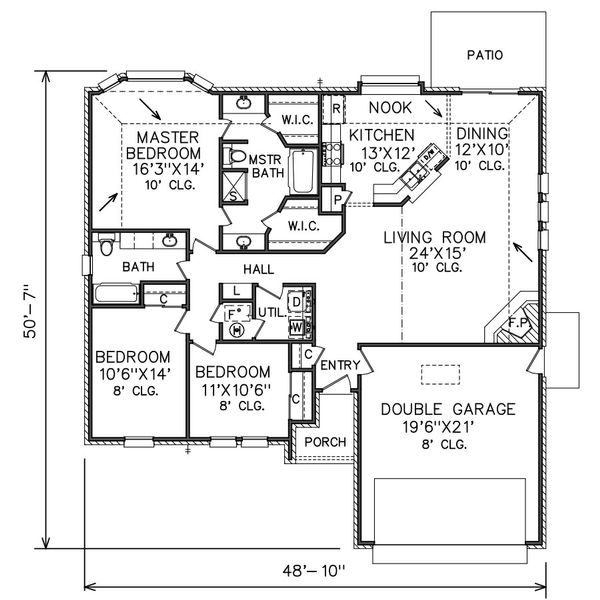 PATIO
R
NOOK
KITCHEN
13'X12'
10' CLG.
DINING
12'X10'
10' CLG.
D/W
W.I.C.
MASTER
BEDROOM
16'3"X14'
10' CLG.
MSTR
BATH
S
P
W.I.C.
LIVING ROOM
24'X15'
10' CLG.
BATH
HALL
L
C
F
H
UTIL.
D
W
F.P.
50'-7"
BEDROOM
10'6"X14'
8' CLG.
BEDROOM
11'X10'6"
8' CLG.
C
C
ENTRY
PORCH
DOUBLE GARAGE
19'6"X21'
8' CLG.
48'-10"